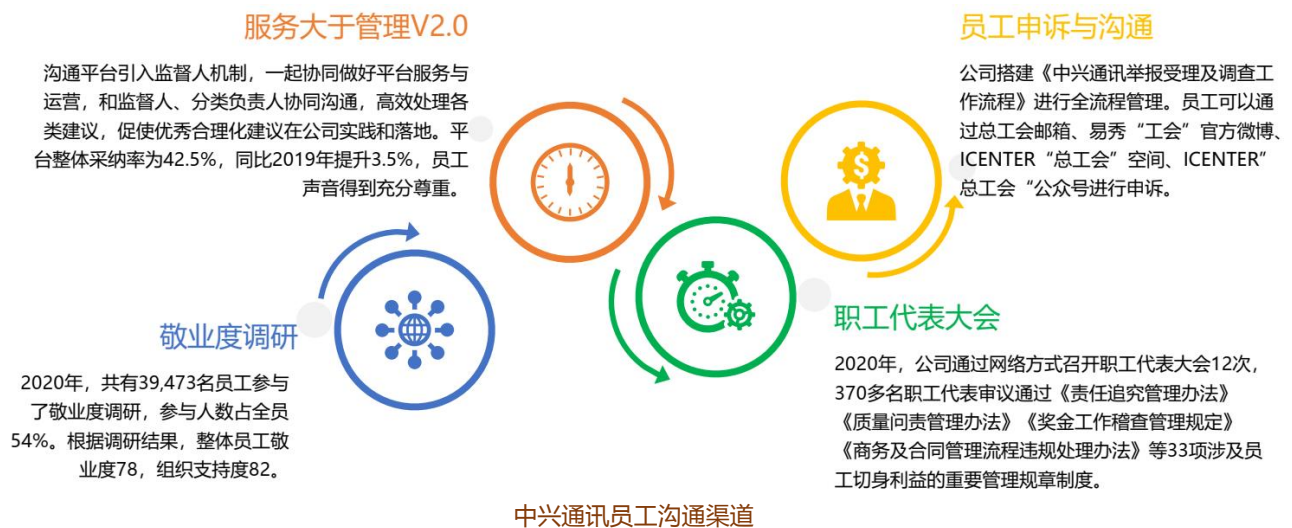 服务大于管理V2.0
沟通平台引入监督人机制，一起协同做好平台服务与
运营，和监督人、分类负责人协同沟通，高效处理各
类建议，促使优秀合理化建议在公司实践和落地。平
台整体采纳率为42.5%，同比2019年提升3.5%，员工
声音得到充分尊重。
员工申诉与沟通
公司搭建《中兴通讯举报受理及调查工
作流程》进行全流程管理。员工可以通
过总工会邮箱、易秀“工会”官方微博、
ICENTER“总工会”空间、ICENTER”
总工会“公众号进行申诉。
敬业度调研
2020年，共有39,473名员工参与
了敬业度调研，参与人数占全员
54%。根据调研结果，整体员工敬
业度78，组织支持度82。
职工代表大会
2020年，公司通过网络方式召开职工代表大会12次，
370多名职工代表审议通过《责任追究管理办法》
《质量问责管理办法》《奖金工作稽查管理规定》
《商务及合同管理流程违规处理办法》等33项涉及员
工切身利益的重要管理规章制度。
$
中兴通讯员工沟通渠道